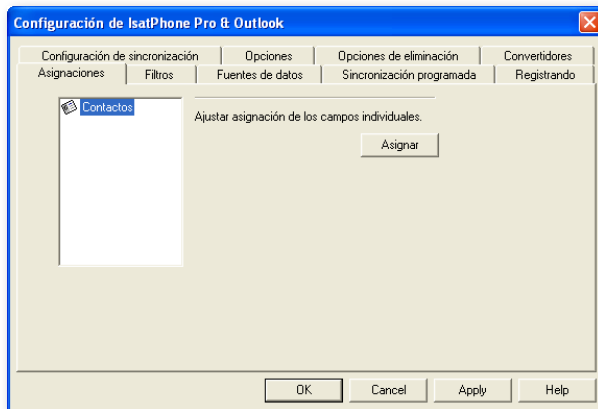 Configuración de IsatPhone Pro & Outlook
Configuración de sincronización Opciones Opciones de eliminación Convertidores
Asignaciones Filtros Fuentes de datos Sincronización programada Registrando
Contactos
Ajustar asignación de los campos individuales.
Asignar
OK Cancel Apply Help